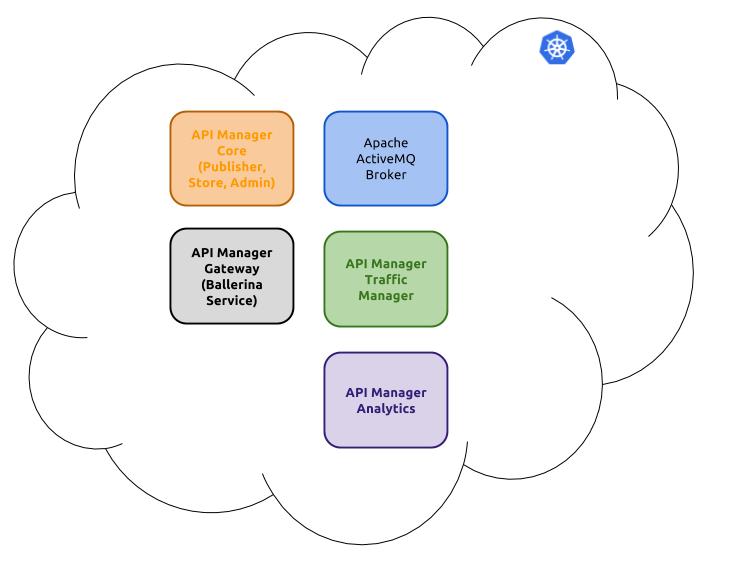 API Manager
Core
(Publisher,
Store, Admin)
Apache
ActiveMQ
Broker
API Manager
Gateway
(Ballerina
Service)
API Manager
Traffic
Manager
API Manager
Analytics